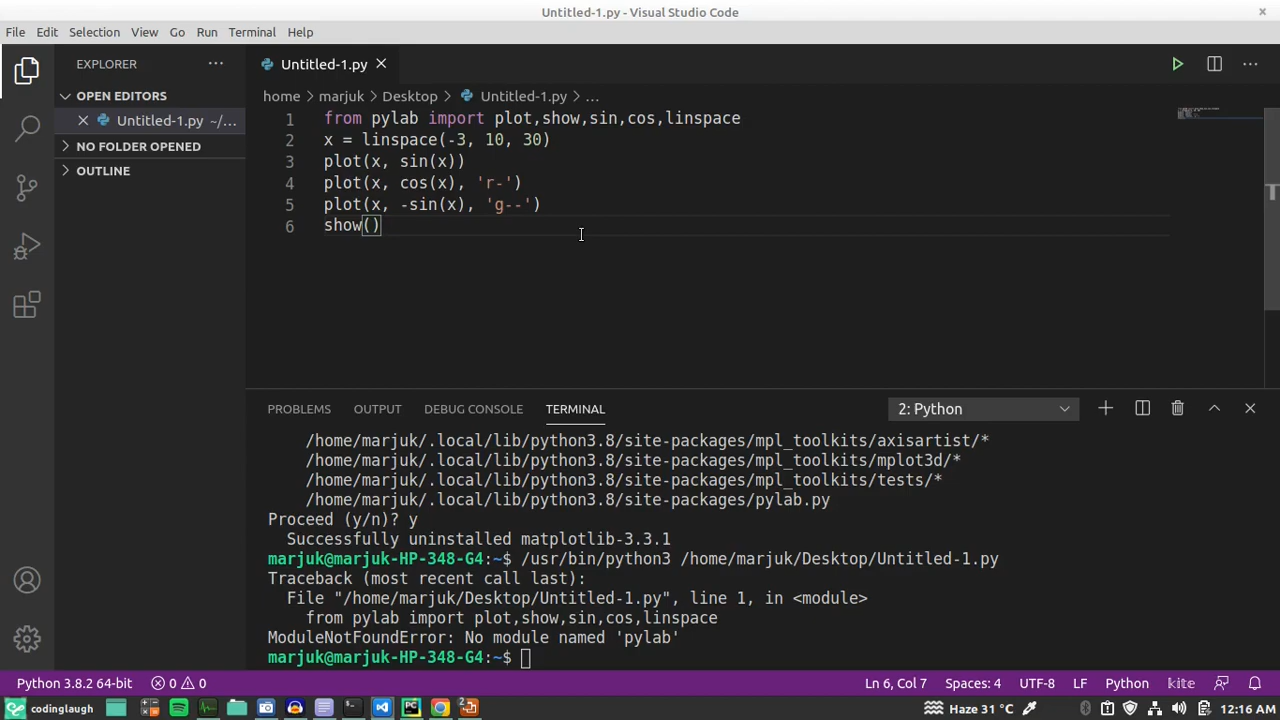 Untitled-1.py - Visual Studio Code
File Edit Selection View Go Run Terminal Help
EXPLORER
OPEN EDITORS
Untitled-1.py ~/...
NO FOLDER OPENED
OUTLINE
Untitled-1.py
home > marjuk > Desktop > Untitled-1.py > ...
1 from pylab import plot,show,sin,cos,linspace
2 x = linspace(-3, 10, 30)
3 plot(x, sin(x))
4 plot(x, cos(x), 'r-')
5 plot(x, -sin(x), 'g--')
6 show()
PROBLEMS OUTPUT DEBUG CONSOLE TERMINAL 2: Python
/home/marjuk/.local/lib/python3.8/site-packages/mpl_toolkits/axisartist/*
/home/marjuk/.local/lib/python3.8/site-packages/mpl_toolkits/mplot3d/*
/home/marjuk/.local/lib/python3.8/site-packages/mpl_toolkits/tests/*
/home/marjuk/.local/lib/python3.8/site-packages/pylab.py
Proceed (y/n)? y
Successfully uninstalled matplotlib-3.3.1
marjuk@marjuk-HP-348-G4:~$ /usr/bin/python3 /home/marjuk/Desktop/Untitled-1.py
Traceback (most recent call last):
File "/home/marjuk/Desktop/Untitled-1.py", line 1, in <module>
from pylab import plot,show,sin,cos,linspace
ModuleNotFoundError: No module named 'pylab'
marjuk@marjuk-HP-348-G4:~$
Python 3.8.2 64-bit 0 0 Ln 6, Col 7 Spaces: 4 UTF-8 LF Python kite
codinglaugh PC Haze 31 °C 12:16 AM